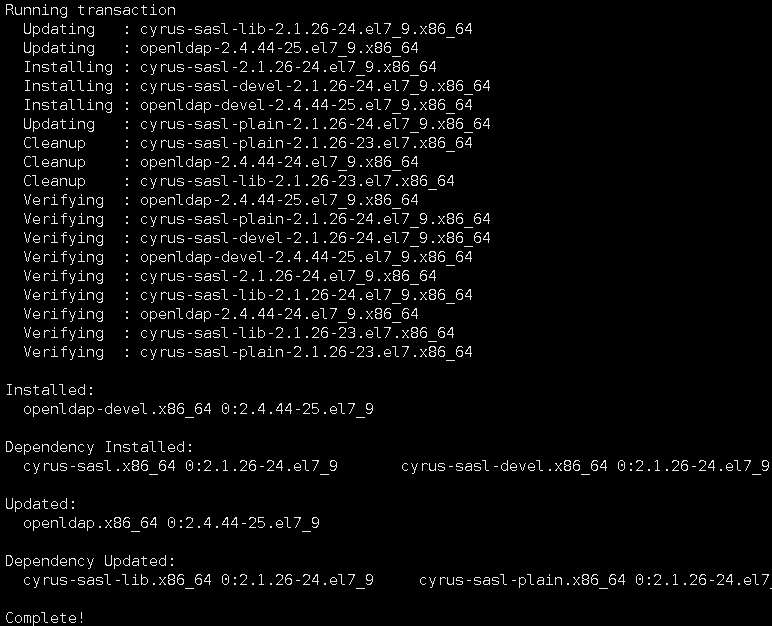 Running transaction
  Updating   : cyrus-sasl-lib-2.1.26-24.el7_9.x86_64
  Updating   : openldap-2.4.44-25.el7_9.x86_64
  Installing : cyrus-sasl-2.1.26-24.el7_9.x86_64
  Installing : cyrus-sasl-devel-2.1.26-24.el7_9.x86_64
  Installing : openldap-devel-2.4.44-25.el7_9.x86_64
  Updating   : cyrus-sasl-plain-2.1.26-24.el7_9.x86_64
  Cleanup    : cyrus-sasl-plain-2.1.26-23.el7.x86_64
  Cleanup    : openldap-2.4.44-24.el7_9.x86_64
  Cleanup    : cyrus-sasl-lib-2.1.26-23.el7.x86_64
  Verifying  : openldap-2.4.44-25.el7_9.x86_64
  Verifying  : cyrus-sasl-plain-2.1.26-24.el7_9.x86_64
  Verifying  : cyrus-sasl-devel-2.1.26-24.el7_9.x86_64
  Verifying  : openldap-devel-2.4.44-25.el7_9.x86_64
  Verifying  : cyrus-sasl-2.1.26-24.el7_9.x86_64
  Verifying  : cyrus-sasl-lib-2.1.26-24.el7_9.x86_64
  Verifying  : openldap-2.4.44-24.el7_9.x86_64
  Verifying  : cyrus-sasl-lib-2.1.26-23.el7.x86_64
  Verifying  : cyrus-sasl-plain-2.1.26-23.el7.x86_64

Installed:
  openldap-devel.x86_64 0:2.4.44-25.el7_9

Dependency Installed:
  cyrus-sasl.x86_64 0:2.1.26-24.el7_9       cyrus-sasl-devel.x86_64 0:2.1.26-24.el7_9

Updated:
  openldap.x86_64 0:2.4.44-25.el7_9

Dependency Updated:
  cyrus-sasl-lib.x86_64 0:2.1.26-24.el7_9     cyrus-sasl-plain.x86_64 0:2.1.26-24.el7_

Complete!